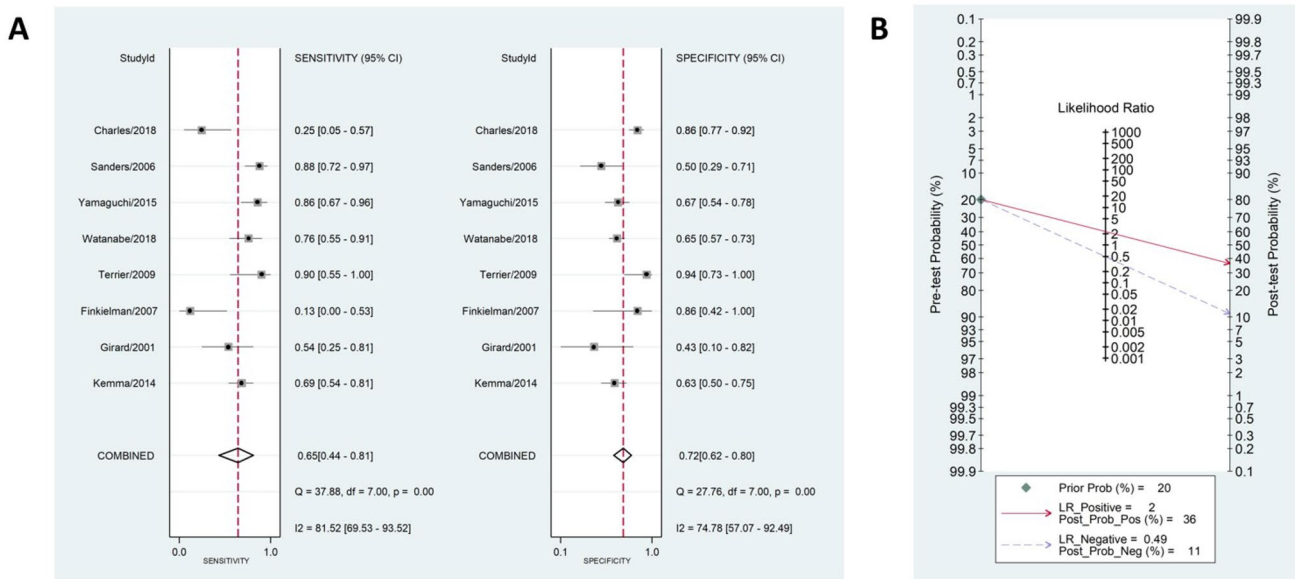 A
StudyId SENSITIVITY (95% CI)
Charles/2018 0.25 [0.05 - 0.57]
Sanders/2006 0.88 [0.72 - 0.97]
Yamaguchi/2015 0.86 [0.67 - 0.96]
Watanabe/2018 0.76 [0.55 - 0.91]
Terrier/2009 0.90 [0.55 - 1.00]
Finkielman/2007 0.13 [0.00 - 0.53]
Girard/2001 0.54 [0.25 - 0.81]
Kemma/2014 0.69 [0.54 - 0.81]
COMBINED 0.65[0.44 - 0.81]
Q = 37.88, df = 7.00, p = 0.00
I2 = 81.52 [69.53 - 93.52]
0.0 1.0
SENSITIVITY
StudyId SPECIFICITY (95% CI)
Charles/2018 0.86 [0.77 - 0.92]
Sanders/2006 0.50 [0.29 - 0.71]
Yamaguchi/2015 0.67 [0.54 - 0.78]
Watanabe/2018 0.65 [0.57 - 0.73]
Terrier/2009 0.94 [0.73 - 1.00]
Finkielman/2007 0.86 [0.42 - 1.00]
Girard/2001 0.43 [0.10 - 0.82]
Kemma/2014 0.63 [0.50 - 0.75]
COMBINED 0.72[0.62 - 0.80]
Q = 27.76, df = 7.00, p = 0.00
I2 = 74.78 [57.07 - 92.49]
0.1 1.0
SPECIFICITY
B
Pre-test Probability (%)
0.1
0.2
0.3
0.5
0.7
1
2
3
5
7
10
20
30
40
50
60
70
80
90
93
95
97
98
99
99.3
99.5
99.7
99.8
99.9
Likelihood Ratio
1000
500
200
100
50
20
10
5
2
1
0.5
0.2
0.1
0.05
0.02
0.01
0.005
0.002
0.001
99.9
99.8
99.7
99.5
99.3
99
98
97
95
93
90
80
70
60
50
40
30
20
10
7
5
3
2
1
0.7
0.5
0.3
0.2
0.1
Post-test Probability (%)
Prior Prob (%) = 20
LR_Positive = 2
Post_Prob_Pos (%) = 36
LR_Negative = 0.49
Post_Prob_Neg (%) = 11